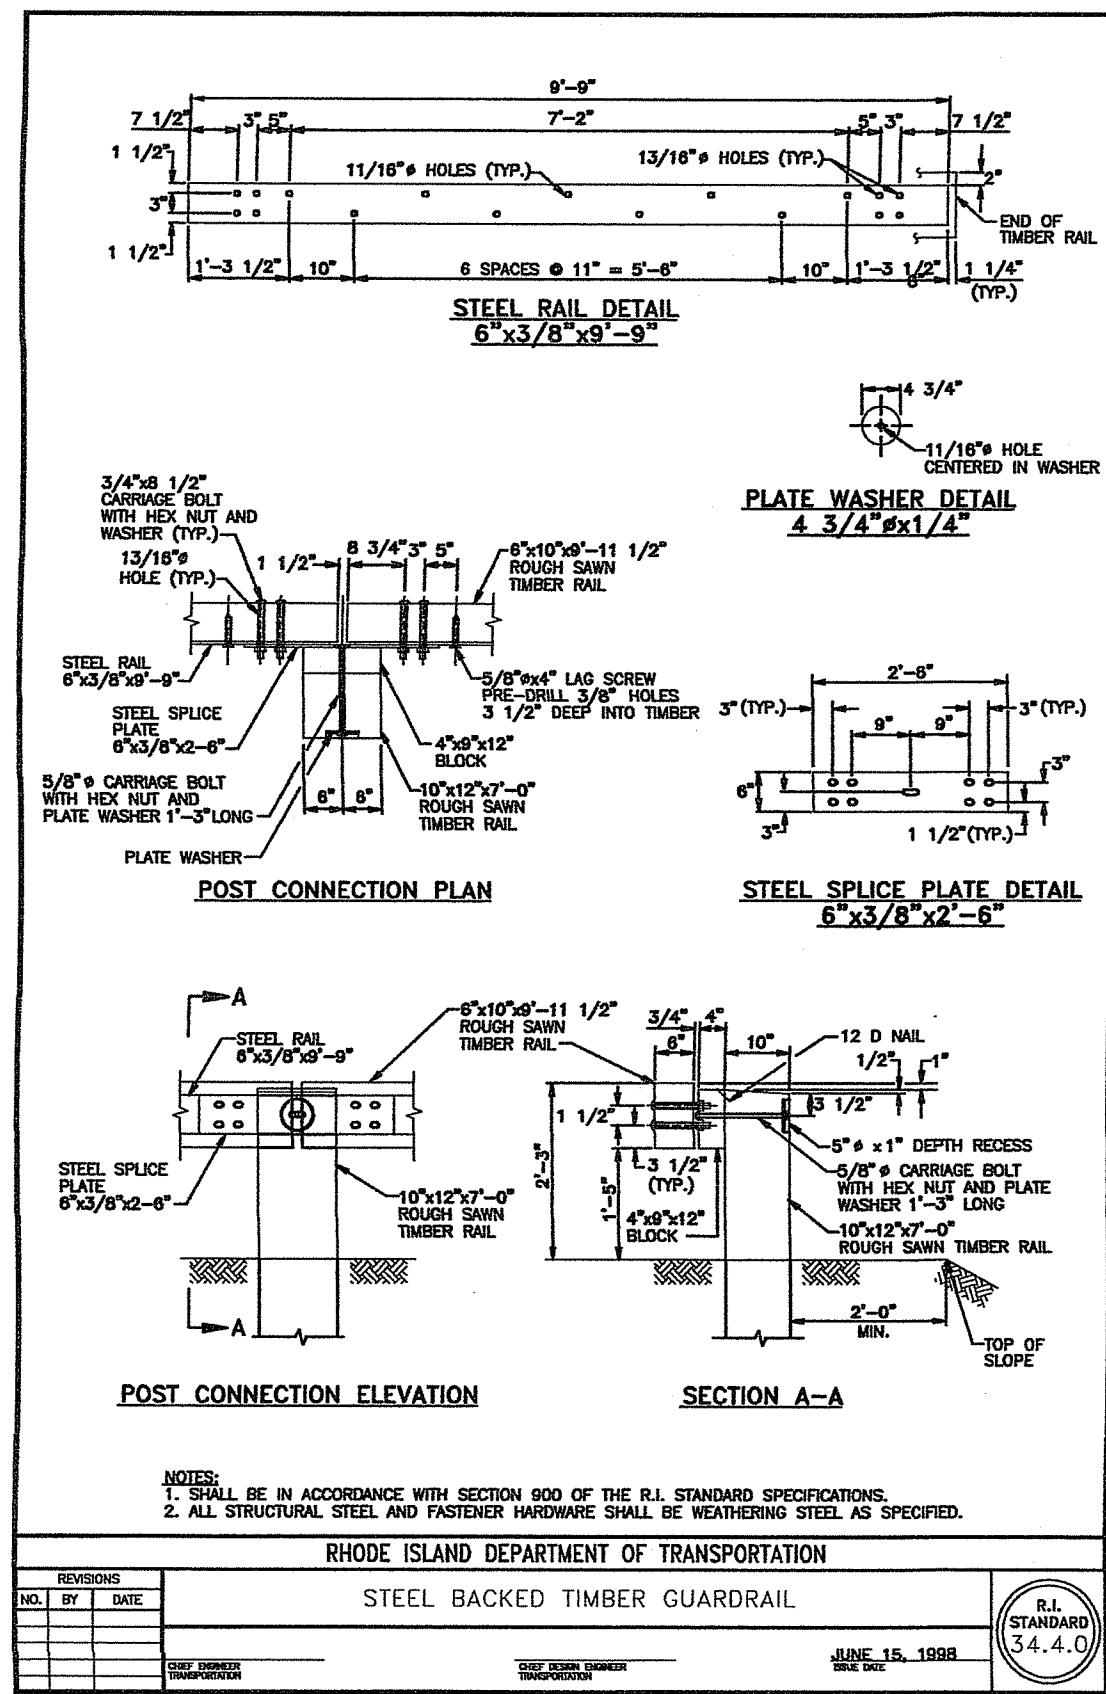 9'-9"
7 1/2" 3" 5" 7'-2" 5" 3" 7 1/2"
1 1/2" 11/16"ø HOLES (TYP.) 13/16"ø HOLES (TYP.) 2"
3"
END OF
TIMBER RAIL
1 1/2"
1'-3 1/2" 10" 6 SPACES @ 11" = 5'-6" 10" 1'-3 1/2" 1 1/4"
(TYP.)
STEEL RAIL DETAIL
6"x3/8"x9'-9"
4 3/4"
11/16"ø HOLE
CENTERED IN WASHER
PLATE WASHER DETAIL
4 3/4"øx1/4"
3/4"x8 1/2"
CARRIAGE BOLT
WITH HEX NUT AND
WASHER (TYP.)
13/16"ø
HOLE (TYP.)
1 1/2" 8 3/4" 3" 5"
6"x10"x9'-11 1/2"
ROUGH SAWN
TIMBER RAIL
STEEL RAIL
6"x3/8"x9'-9"
STEEL SPLICE
PLATE
6"x3/8"x2-6"
5/8"øx4" LAG SCREW
PRE-DRILL 3/8" HOLES
3 1/2" DEEP INTO TIMBER
4"x9"x12"
BLOCK
5/8" ø CARRIAGE BOLT
WITH HEX NUT AND
PLATE WASHER 1'-3"LONG
6" 6"
10"x12"x7'-0"
ROUGH SAWN
TIMBER RAIL
PLATE WASHER
POST CONNECTION PLAN
2'-6"
3" (TYP.) 3" (TYP.)
9" 9"
6" 3"
3" 1 1/2"(TYP.)
STEEL SPLICE PLATE DETAIL
6"x3/8"x2'-6"
A
STEEL RAIL
6"x3/8"x9'-9"
6"x10"x9'-11 1/2"
ROUGH SAWN
TIMBER RAIL
STEEL SPLICE
PLATE
6"x3/8"x2-6"
10"x12"x7'-0"
ROUGH SAWN
TIMBER RAIL
A
POST CONNECTION ELEVATION
3/4" 4"
6" 10"
12 D NAIL
1/2" 1"
1 1/2" 3 1/2"
2'-3"
5" ø x1" DEPTH RECESS
3 1/2"
(TYP.)
1'-5"
5/8" ø CARRIAGE BOLT
WITH HEX NUT AND PLATE
WASHER 1'-3" LONG
4"x9"x12"
BLOCK
10"x12"x7'-0"
ROUGH SAWN TIMBER RAIL
2'-0"
MIN.
TOP OF
SLOPE
SECTION A-A
NOTES:
1. SHALL BE IN ACCORDANCE WITH SECTION 900 OF THE R.I. STANDARD SPECIFICATIONS.
2. ALL STRUCTURAL STEEL AND FASTENER HARDWARE SHALL BE WEATHERING STEEL AS SPECIFIED.
RHODE ISLAND DEPARTMENT OF TRANSPORTATION
REVISIONS
NO. BY DATE
STEEL BACKED TIMBER GUARDRAIL
R.I.
STANDARD
34.4.0
CHIEF ENGINEER
TRANSPORTATION
CHIEF DESIGN ENGINEER
TRANSPORTATION
JUNE 15, 1998
ISSUE DATE